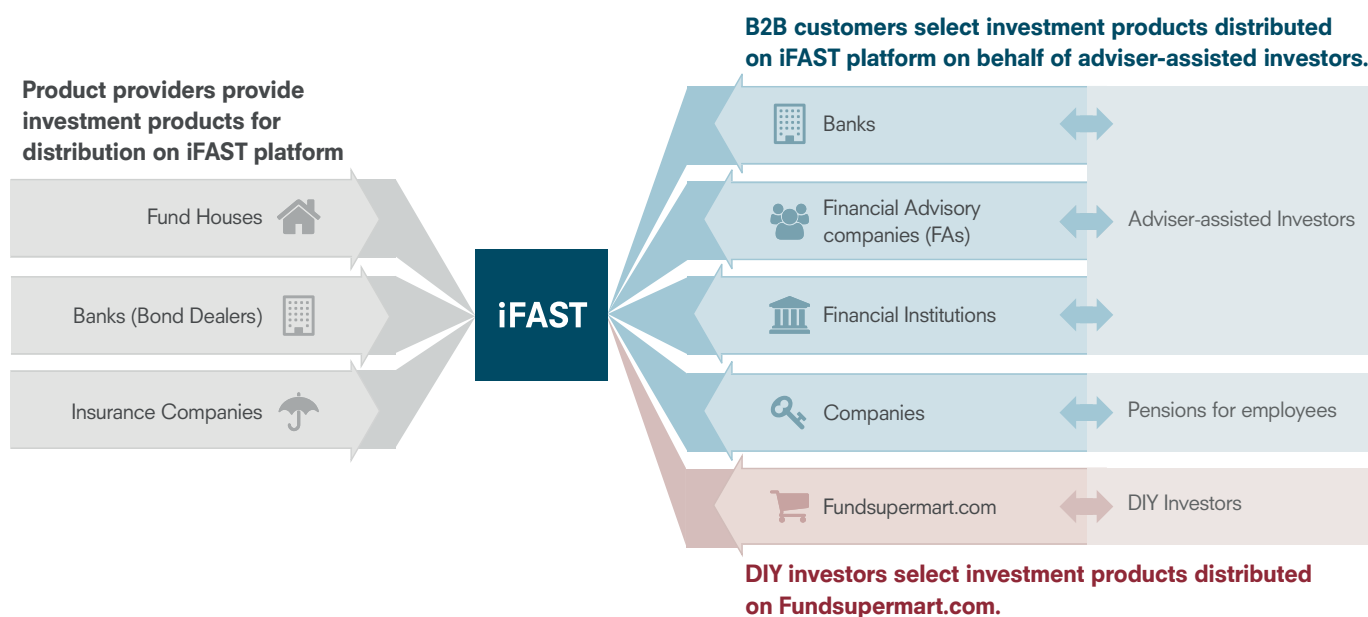 Product providers provide
investment products for
distribution on iFAST platform
Fund Houses
Banks (Bond Dealers)
Insurance Companies
iFAST
B2B customers select investment products distributed
on iFAST platform on behalf of adviser-assisted investors.
Banks
Financial Advisory
companies (FAs)
Adviser-assisted Investors
Financial Institutions
Companies
Pensions for employees
Fundsupermart.com
DIY Investors
DIY investors select investment products distributed
on Fundsupermart.com.